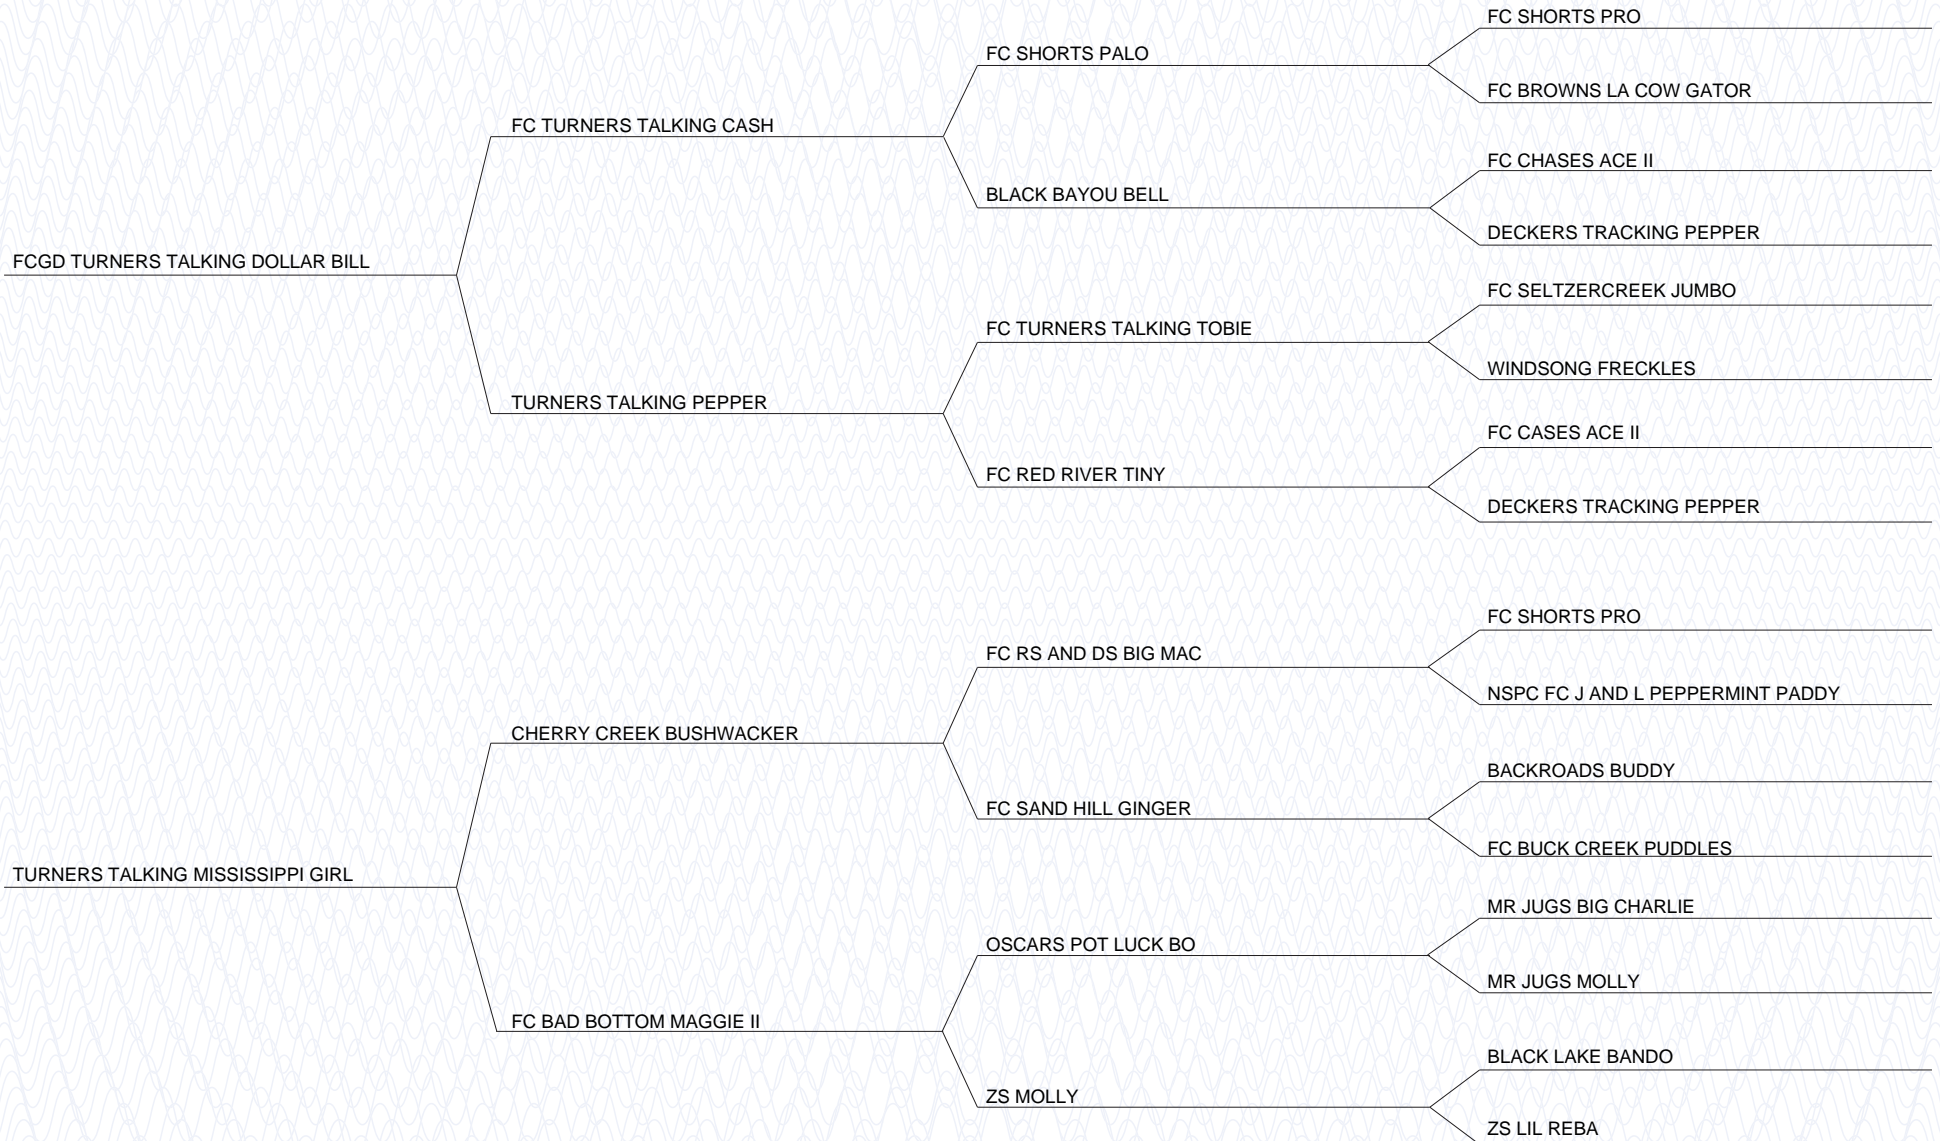 FC SHORTS PRO
FC SHORTS PALO
FC BROWNS LA COW GATOR
FC TURNERS TALKING CASH
FC CHASES ACE II
BLACK BAYOU BELL
DECKERS TRACKING PEPPER
FCGD TURNERS TALKING DOLLAR BILL
FC SELTZERCREEK JUMBO
FC TURNERS TALKING TOBIE
WINDSONG FRECKLES
TURNERS TALKING PEPPER
FC CASES ACE II
FC RED RIVER TINY
DECKERS TRACKING PEPPER
FC SHORTS PRO
FC RS AND DS BIG MAC
NSPC FC J AND L PEPPERMINT PADDY
CHERRY CREEK BUSHWACKER
BACKROADS BUDDY
FC SAND HILL GINGER
FC BUCK CREEK PUDDLES
TURNERS TALKING MISSISSIPPI GIRL
MR JUGS BIG CHARLIE
OSCARS POT LUCK BO
MR JUGS MOLLY
FC BAD BOTTOM MAGGIE II
BLACK LAKE BANDO
ZS MOLLY
ZS LIL REBA